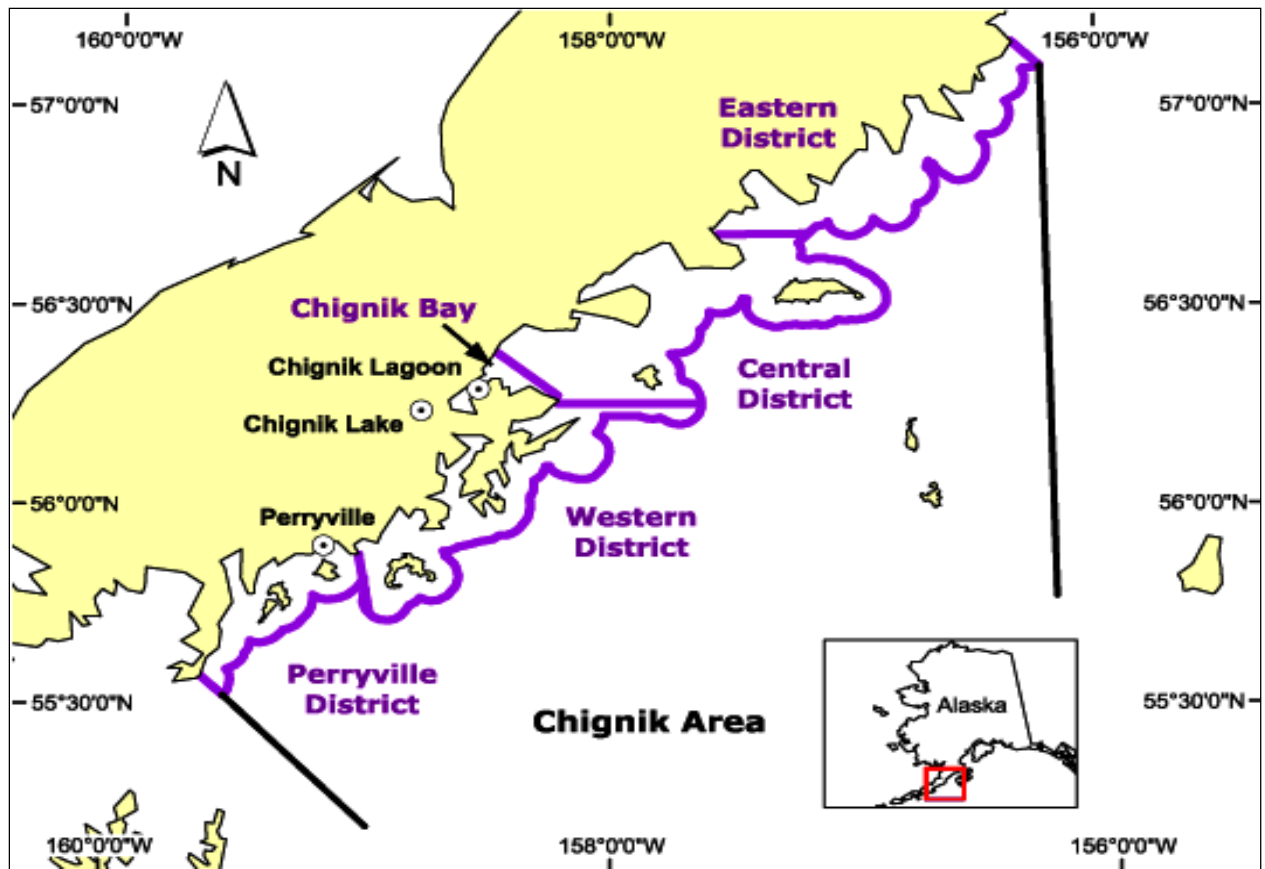 160°0'0"W
158°0'0"W
156°0'0"W
57°0'0"N
57°0'0"N
Eastern
District
N
56°30'0"N
56°30'0"N
Chignik Bay
Chignik Lagoon
Central
District
Chignik Lake
56°0'0"N
56°0'0"N
Perryville
Western
District
Perryville
District
55°30'0"N
55°30'0"N
Chignik Area
Alaska
160°0'0"W
158°0'0"W
156°0'0"W